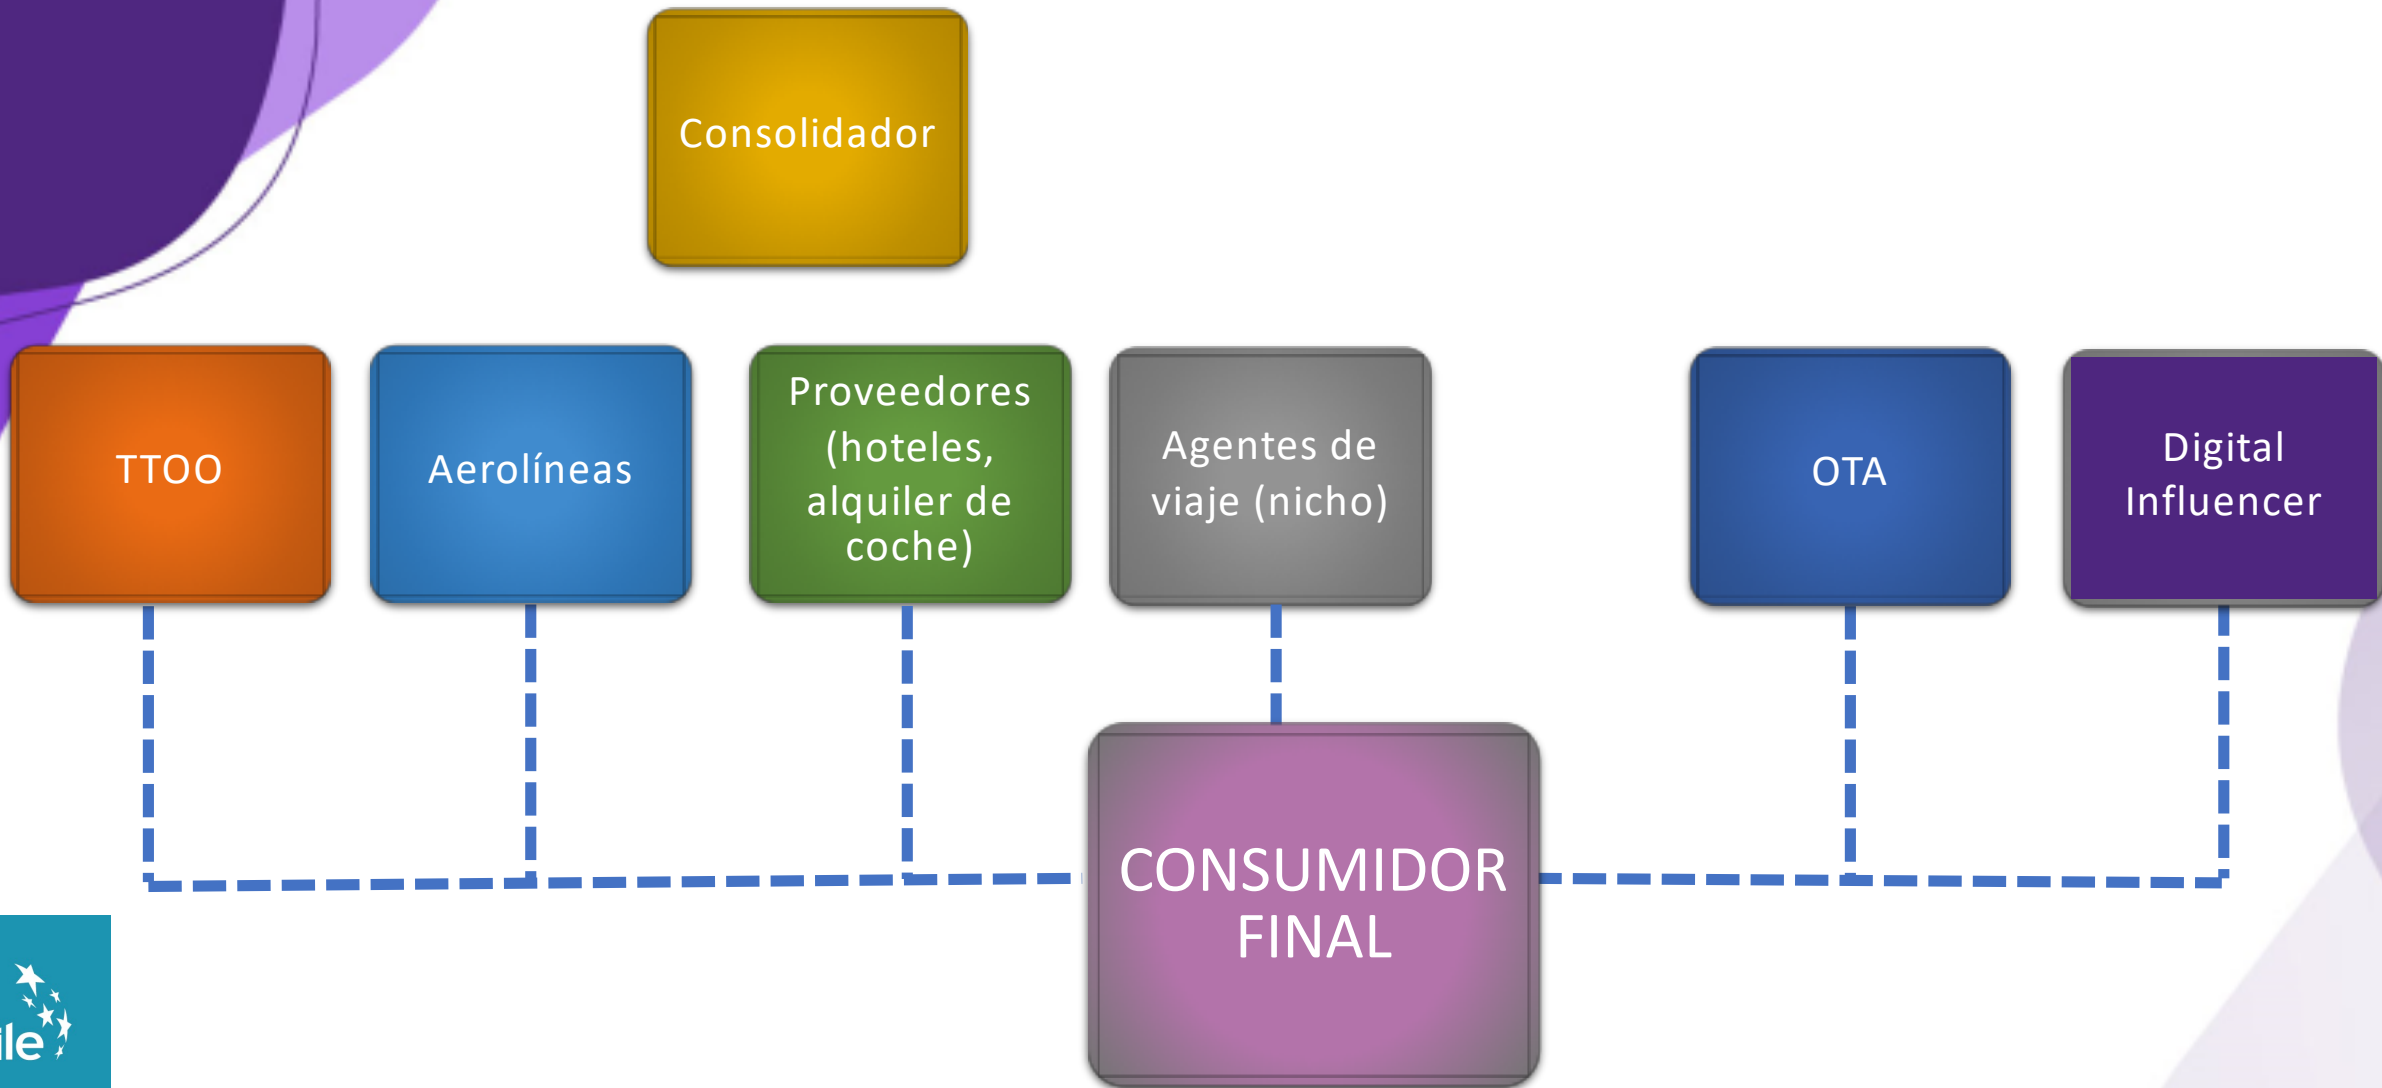 Consolidador
TTOO
Aerolíneas
Proveedores
(hoteles,
alquiler de
coche)
Agentes de
viaje (nicho)
OTA
Digital
Influencer
CONSUMIDOR
FINAL
ile